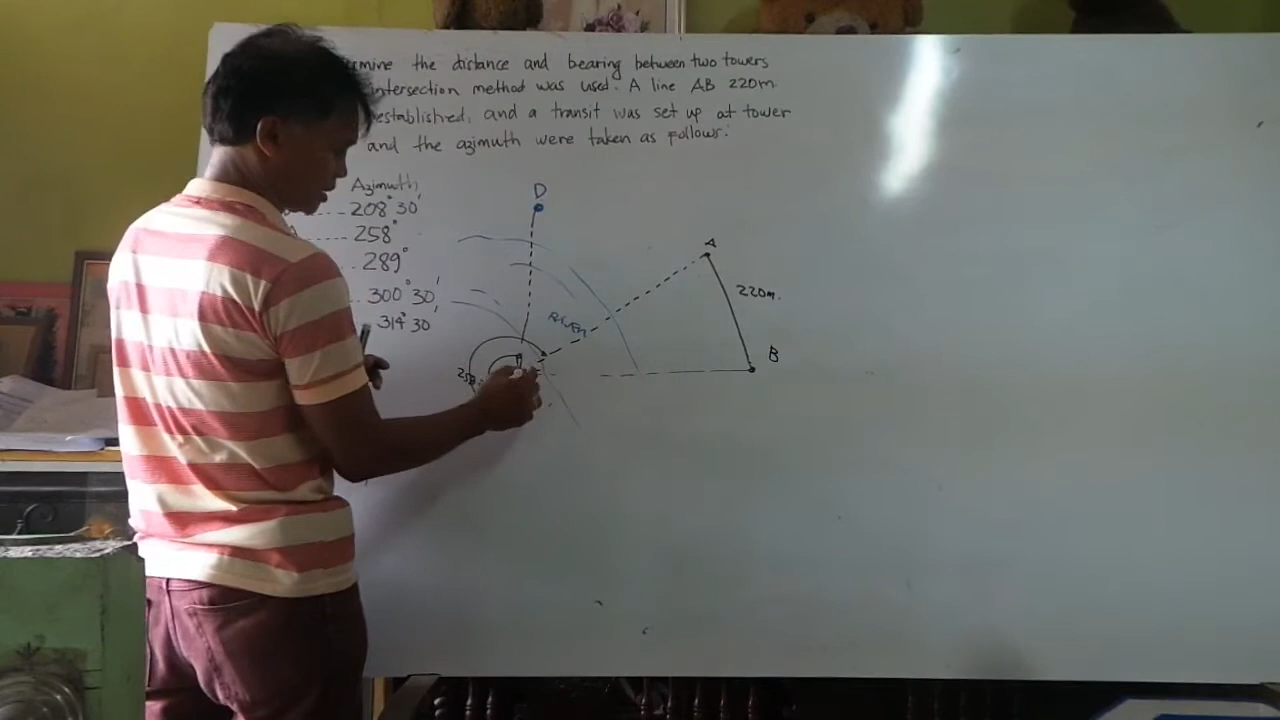 the distance and bearing between two towers
intersection method was used. A line AB 220m.
established, and a transit was set up at tower
and the azimuth were taken as follows:
Azimuth
208°30'
258°
289°
300°30'
314°30'
D
A
River
220m.
B